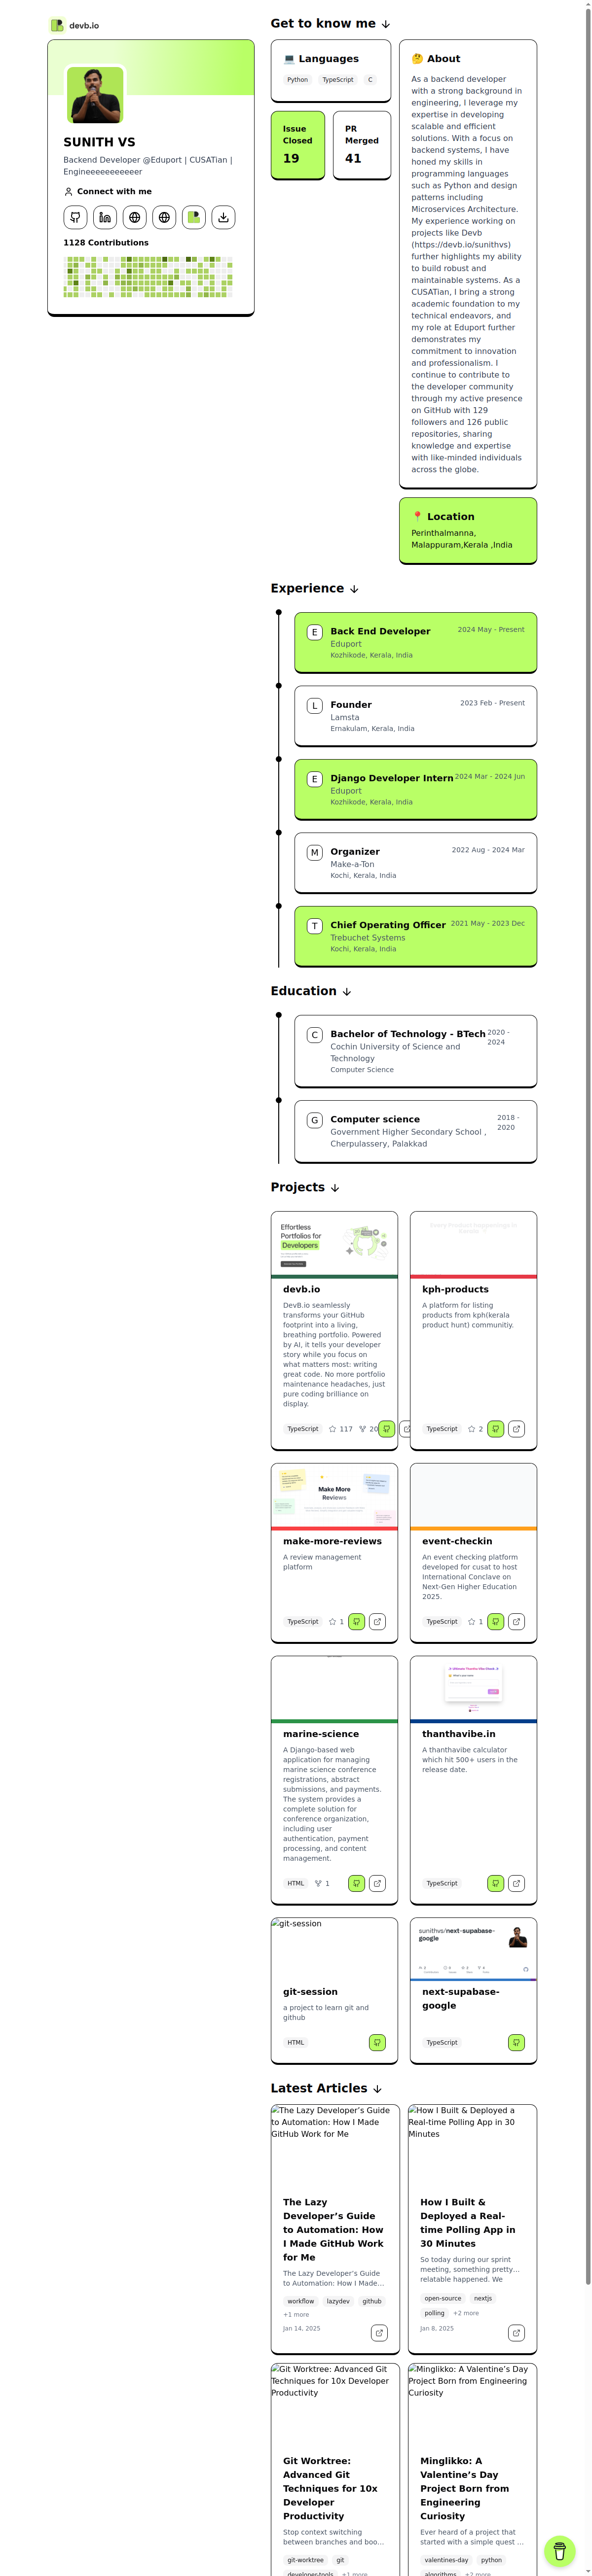 devb.io
SUNITH VS
Backend Developer @Eduport | CUSATian |
Engineeeeeeeeeeer
Connect with me
1128 Contributions
Get to know me
💻 Languages
Python TypeScript C
Issue
Closed
19
PR
Merged
41
🤔 About
As a backend developer
with a strong background in
engineering, I leverage my
expertise in developing
scalable and efficient
solutions. With a focus on
backend systems, I have
honed my skills in
programming languages
such as Python and design
patterns including
Microservices Architecture.
My experience working on
projects like Devb
(https://devb.io/sunithvs)
further highlights my ability
to build robust and
maintainable systems. As a
CUSATian, I bring a strong
academic foundation to my
technical endeavors, and
my role at Eduport further
demonstrates my
commitment to innovation
and professionalism. I
continue to contribute to
the developer community
through my active presence
on GitHub with 129
followers and 126 public
repositories, sharing
knowledge and expertise
with like-minded individuals
across the globe.
📍 Location
Perinthalmanna,
Malappuram,Kerala ,India
Experience
E
Back End Developer
2024 May - Present
Eduport
Kozhikode, Kerala, India
L
Founder
2023 Feb - Present
Lamsta
Ernakulam, Kerala, India
E
Django Developer Intern
2024 Mar - 2024 Jun
Eduport
Kozhikode, Kerala, India
M
Organizer
2022 Aug - 2024 Mar
Make-a-Ton
Kochi, Kerala, India
T
Chief Operating Officer
2021 May - 2023 Dec
Trebuchet Systems
Kochi, Kerala, India
Education
C
Bachelor of Technology - BTech
2020 -
2024
Cochin University of Science and
Technology
Computer Science
G
Computer science
2018 -
2020
Government Higher Secondary School ,
Cherpulassery, Palakkad
Projects
Effortless
Portfolios for
Developers
devb.io
DevB.io seamlessly
transforms your GitHub
footprint into a living,
breathing portfolio. Powered
by AI, it tells your developer
story while you focus on
what matters most: writing
great code. No more portfolio
maintenance headaches, just
pure coding brilliance on
display.
TypeScript 117 20
kph-products
A platform for listing
products from kph(kerala
product hunt) communitiy.
TypeScript 2
Make More
Reviews
make-more-reviews
A review management
platform
TypeScript 1
event-checkin
An event checking platform
developed for cusat to host
International Conclave on
Next-Gen Higher Education
2025.
TypeScript 1
marine-science
A Django-based web
application for managing
marine science conference
registrations, abstract
submissions, and payments.
The system provides a
complete solution for
conference organization,
including user
authentication, payment
processing, and content
management.
HTML 1
thanthavibe.in
A thanthavibe calculator
which hit 500+ users in the
release date.
TypeScript
git-session
git-session
a project to learn git and
github
HTML
sunithvs/next-supabase-
google
next-supabase-
google
TypeScript
Latest Articles
The Lazy Developer’s Guide
to Automation: How I Made
GitHub Work for Me
The Lazy
Developer’s Guide
to Automation: How
I Made GitHub Work
for Me
The Lazy Developer’s Guide
to Automation: How I Made...
workflow lazydev github
+1 more
Jan 14, 2025
How I Built & Deployed a
Real-time Polling App in 30
Minutes
How I Built &
Deployed a Real-
time Polling App in
30 Minutes
So today during our sprint
meeting, something pretty...
relatable happened. We
open-source nextjs
polling +2 more
Jan 8, 2025
Git Worktree: Advanced Git
Techniques for 10x Developer
Productivity
Git Worktree:
Advanced Git
Techniques for 10x
Developer
Productivity
Stop context switching
between branches and boo...
git-worktree git
developer-tools +1 more
Minglikko: A Valentine’s Day
Project Born from Engineering
Curiosity
Minglikko: A
Valentine’s Day
Project Born from
Engineering
Curiosity
Ever heard of a project that
started with a simple quest ...
valentines-day python
algorithms +2 more